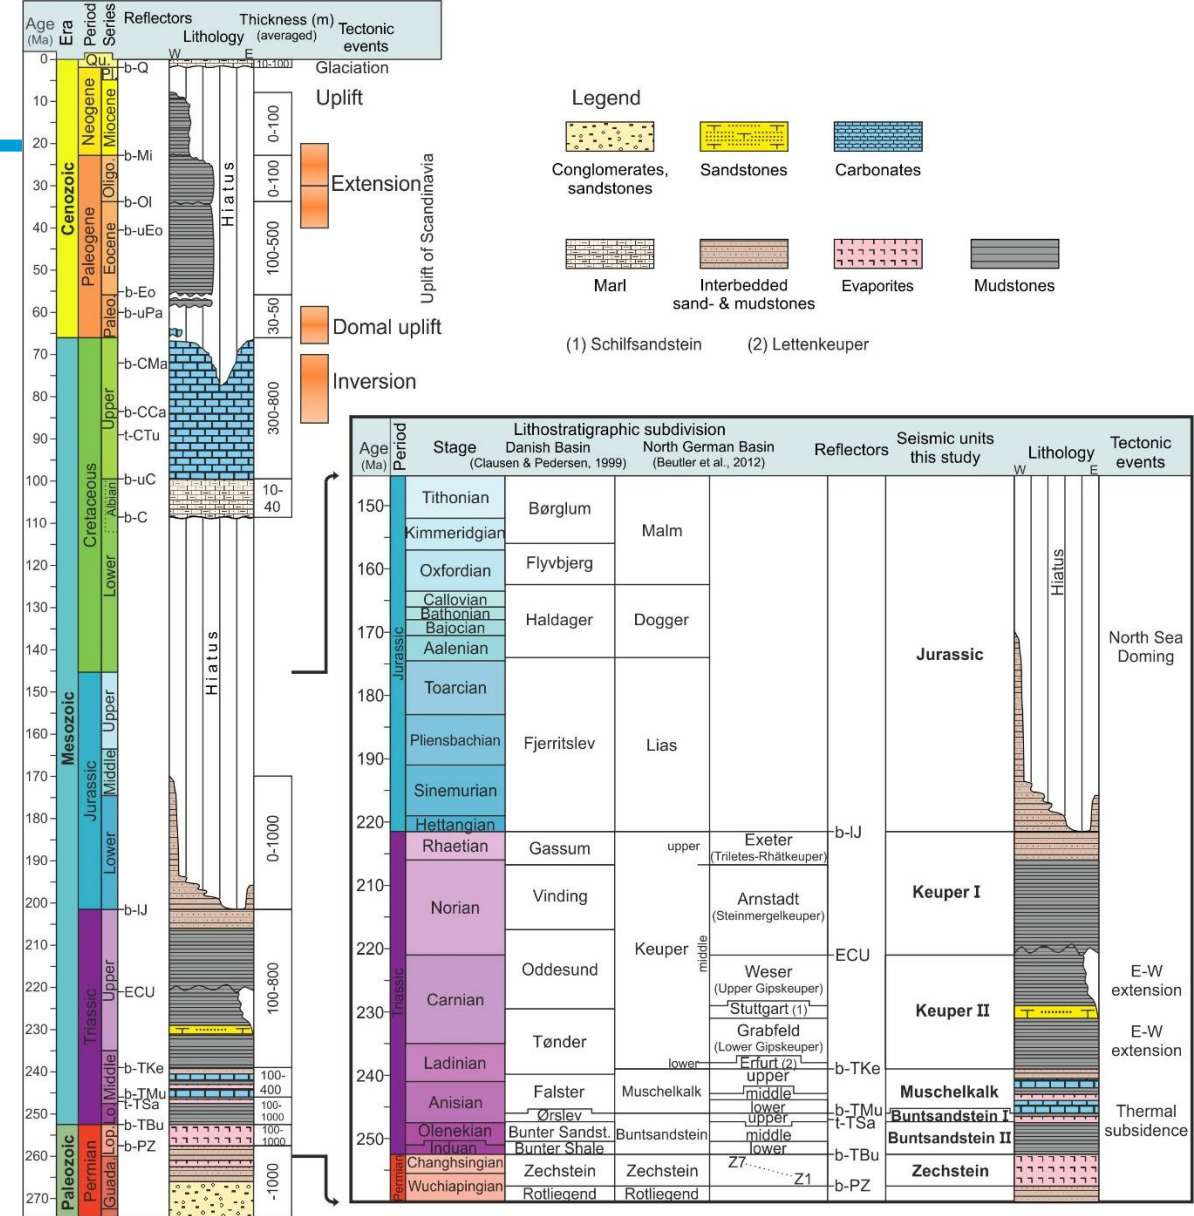 Age
(Ma)
Era
Period
Series
Reflectors
Lithology
W E
Thickness (m)
(averaged)
Tectonic
events
0
10
20
30
40
50
60
70
80
90
100
110
120
130
140
150
160
170
180
190
200
210
220
230
240
250
260
270
Cenozoic
Mesozoic
Paleozoic
Qu.
Neogene
Paleogene
Cretaceous
Jurassic
Triassic
Permian
Pl.
Miocene
Oligo.
Eocene
Paleo.
Upper
Albian
Lower
Upper
Middle
Lower
Upper
Middle
Lo.
Lop.
Guada.
b-Q
b-Mi
b-Ol
b-uEo
b-Eo
b-uPa
b-CMa
b-CCa
t-CTu
b-uC
b-C
b-lJ
ECU
b-TKe
b-TMu
t-TSa
b-TBu
b-PZ
Hiatus
Hiatus
10-100
0-100
0-100
100-500
30-50
300-800
10-
40
0-1000
100-800
100-
400
100-
1000
100-
1000
-1000
Glaciation
Uplift
Extension
Uplift of Scandinavia
Domal uplift
Inversion
Legend
Conglomerates,
sandstones
Sandstones
Carbonates
Marl
Interbedded
sand- & mudstones
Evaporites
Mudstones
(1) Schilfsandstein (2) Lettenkeuper
Age
(Ma)
Period
Stage
Lithostratigraphic subdivision
Danish Basin
(Clausen & Pedersen, 1999)
North German Basin
(Beutler et al., 2012)
Reflectors
Seismic units
this study
Lithology
W E
Tectonic
events
150
160
170
180
190
220
210
220
230
240
250
Jurassic
Triassic
Permian
Tithonian
Kimmeridgian
Oxfordian
Callovian
Bathonian
Bajocian
Aalenian
Toarcian
Pliensbachian
Sinemurian
Hettangian
Rhaetian
Norian
Carnian
Ladinian
Anisian
Olenekian
Induan
Changhsingian
Wuchiapingian
Børglum
Flyvbjerg
Haldager
Fjerritslev
Gassum
Vinding
Oddesund
Tønder
Falster
Ørslev
Bunter Sandst.
Bunter Shale
Zechstein
Rotliegend
Malm
Dogger
Lias
upper
Keuper
middle
lower
Muschelkalk
Buntsandstein
Zechstein
Rotliegend
Exeter
(Triletes-Rhätkeuper)
Arnstadt
(Steinmergelkeuper)
Weser
(Upper Gipskeuper)
Stuttgart (1)
Grabfeld
(Lower Gipskeuper)
Erfurt (2)
upper
middle
lower
upper
middle
lower
Z7
Z1
b-lJ
ECU
b-TKe
b-TMu
t-TSa
b-TBu
b-PZ
Jurassic
Keuper I
Keuper II
Muschelkalk
Buntsandstein I
Buntsandstein II
Zechstein
Hiatus
North Sea
Doming
E-W
extension
E-W
extension
Thermal
subsidence